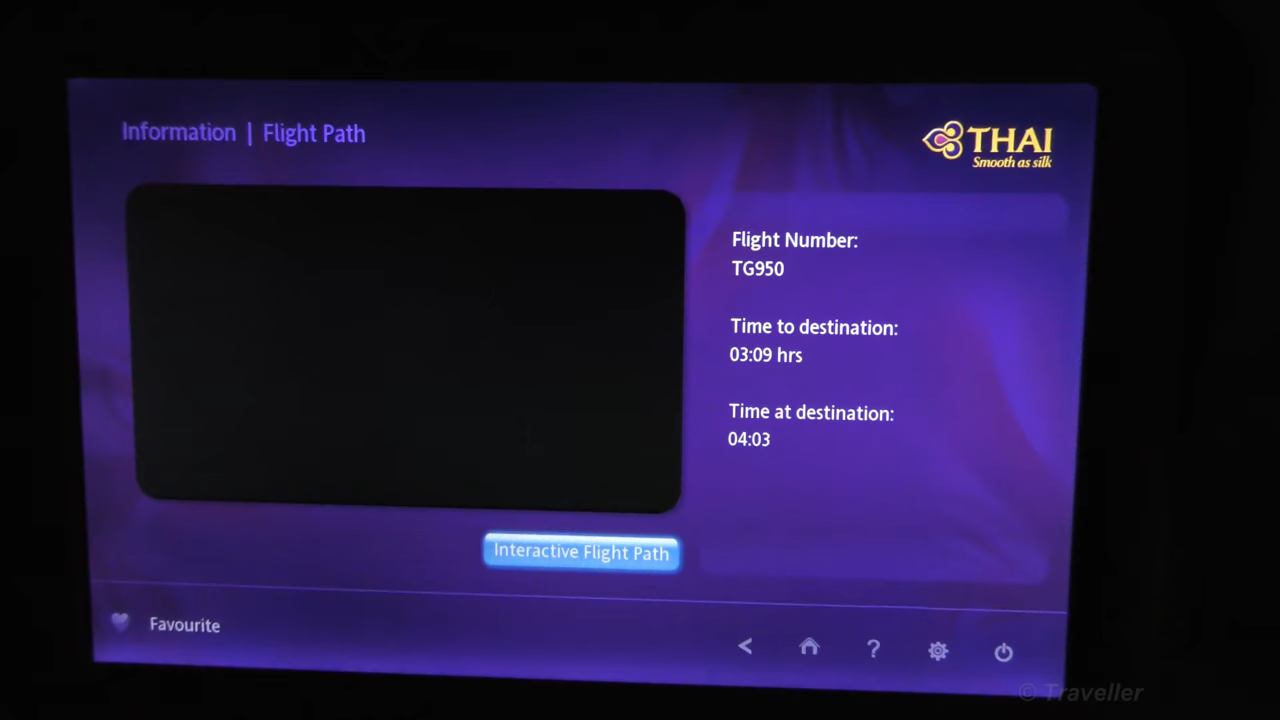 Information | Flight Path
THAI
Smooth as silk
Flight Number:
TG950
Time to destination:
03:09 hrs
Time at destination:
04:03
Interactive Flight Path
Favourite
© Traveller